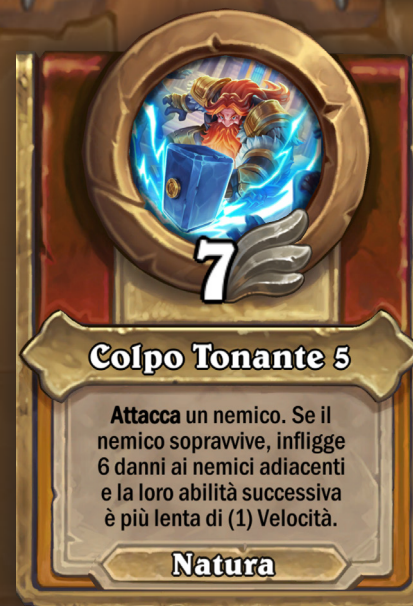 7
Colpo Tonante 5
Attacca un nemico. Se il
nemico sopravvive, infligge
6 danni ai nemici adiacenti
e la loro abilità successiva
è più lenta di (1) Velocità.
Natura